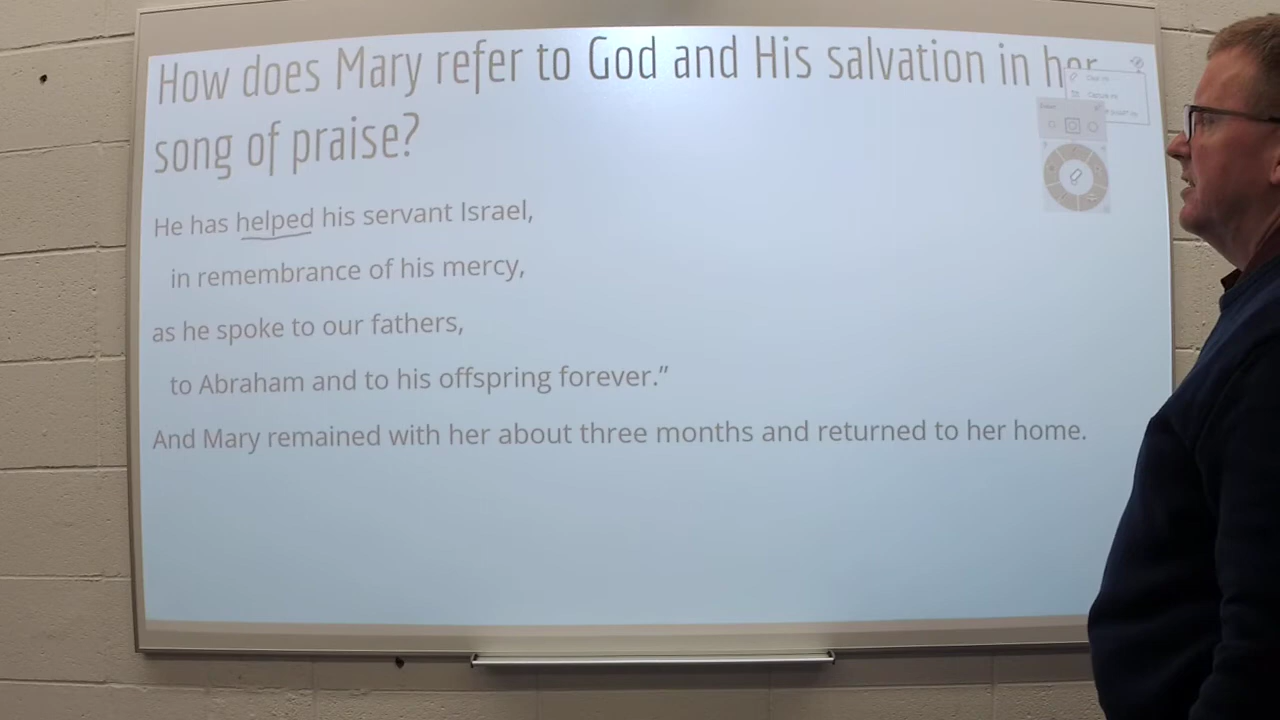 How does Mary refer to God and His salvation in her
song of praise?
He has helped his servant Israel,
in remembrance of his mercy,
as he spoke to our fathers,
to Abraham and to his offspring forever.”
And Mary remained with her about three months and returned to her home.